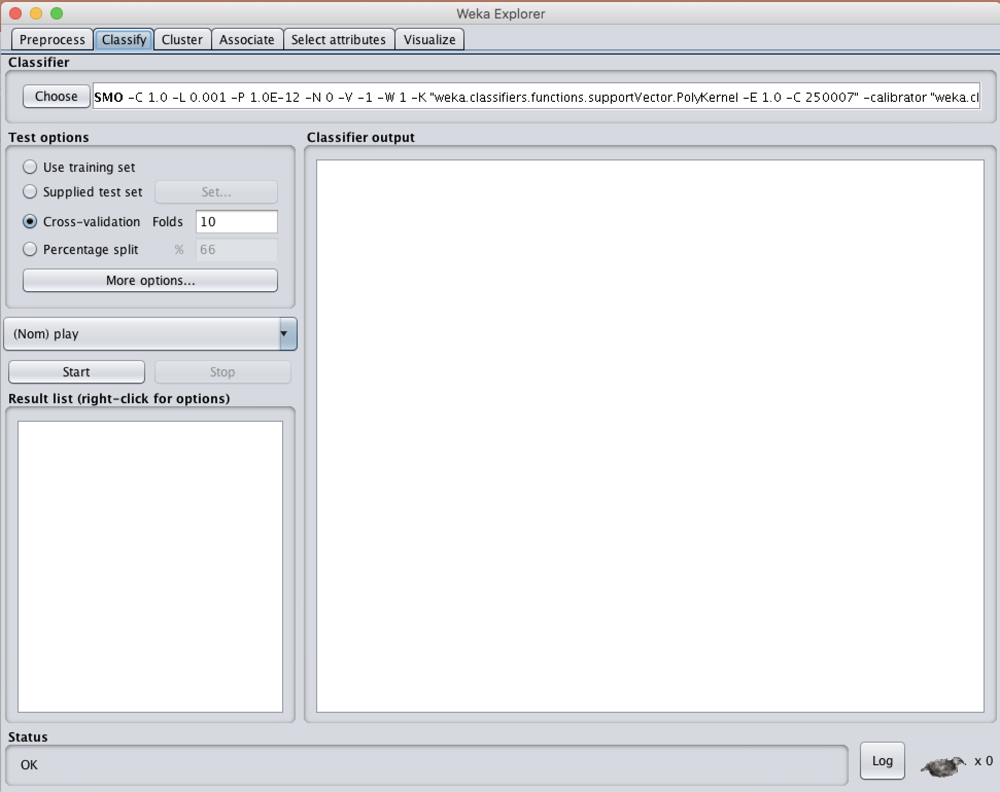 Weka Explorer
Preprocess Classify Cluster Associate Select attributes Visualize
Classifier
Choose SMO -C 1.0 -L 0.001 -P 1.0E-12 -N 0 -V -1 -W 1 -K "weka.classifiers.functions.supportVector.PolyKernel -E 1.0 -C 250007" -calibrator "weka.cl
Test options
Use training set
Supplied test set Set...
Cross-validation Folds 10
Percentage split % 66
More options...
(Nom) play
Start Stop
Result list (right-click for options)
Classifier output
Status
OK
Log x 0